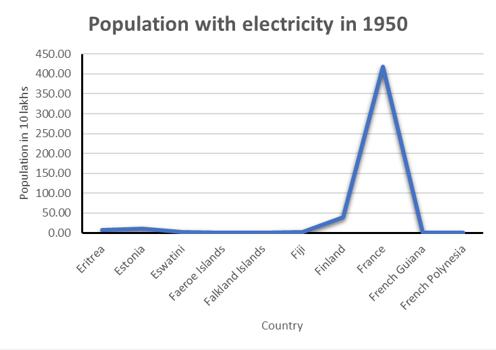 Population with electricity in 1950
Population in 10 lakhs
450.00
400.00
350.00
300.00
250.00
200.00
150.00
100.00
50.00
0.00
Eritrea
Estonia
Eswatini
Faeroe Islands
Falkland Islands
Fiji
Finland
France
French Guiana
French Polynesia
Country